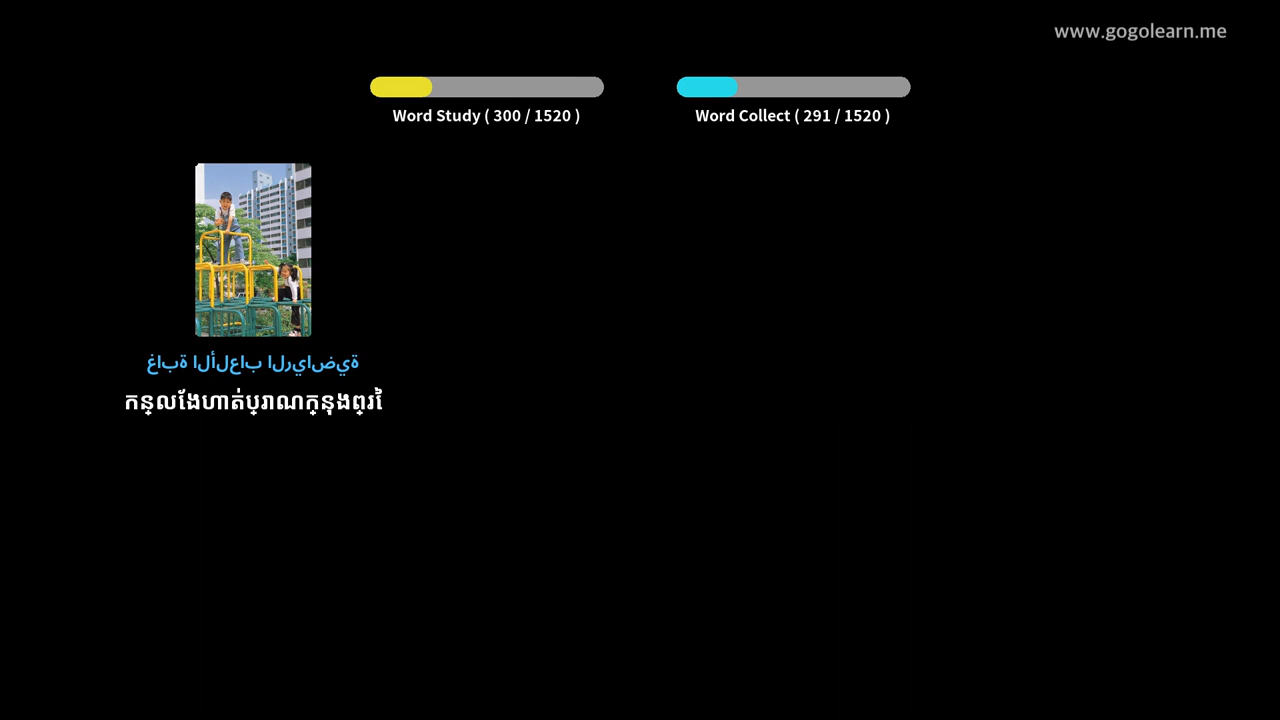 www.gogolearn.me
Word Study ( 300 / 1520 )
Word Collect ( 291 / 1520 )
غابة الألعاب الرياضية
កន្លែងហាត់ប្រាណក្នុងព្រៃ